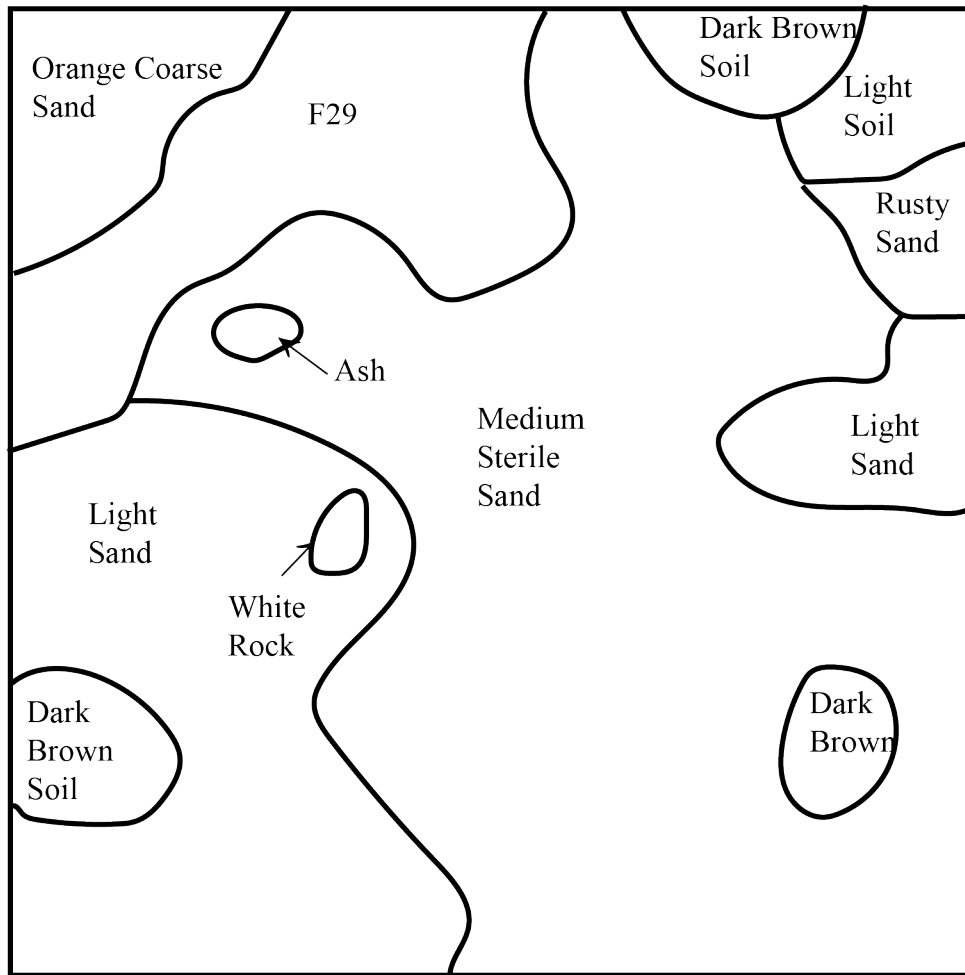 Orange Coarse
Sand
F29
Dark Brown
Soil
Light
Soil
Rusty
Sand
Ash
Medium
Sterile
Sand
Light
Sand
Light
Sand
White
Rock
Dark
Brown
Soil
Dark
Brown